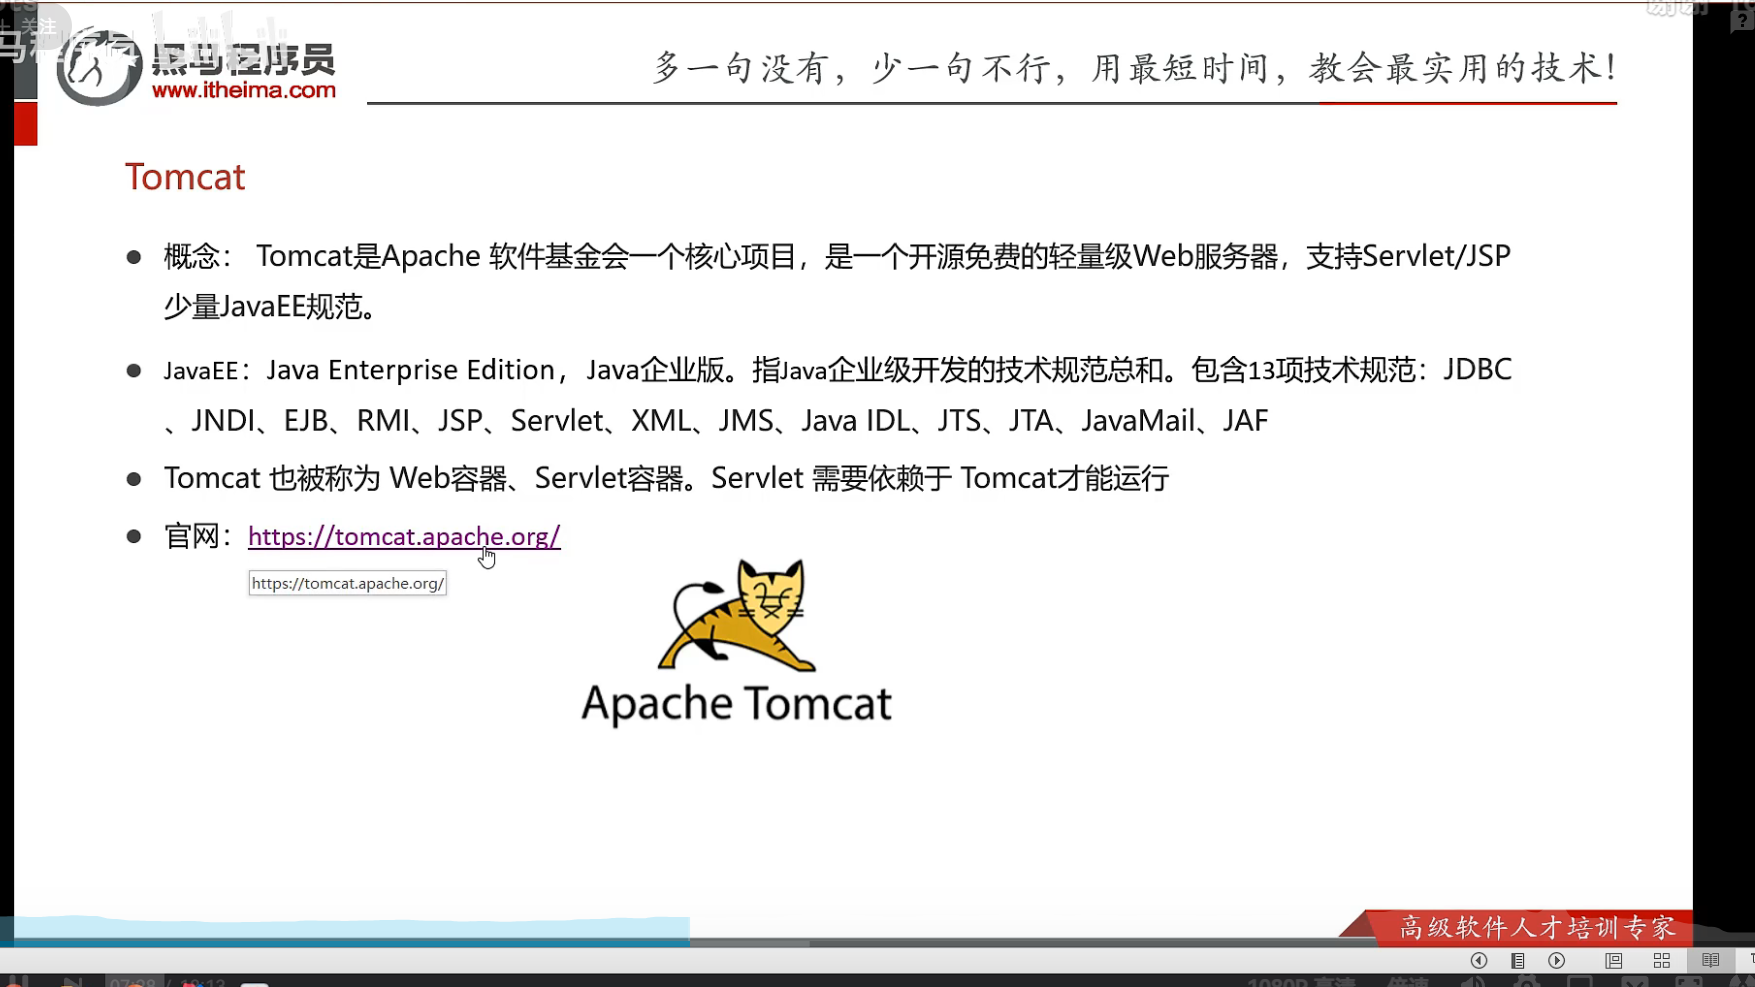 关注
黑马程序员
www.itheima.com
多一句没有，少一句不行，用最短时间，教会最实用的技术！
Tomcat
● 概念： Tomcat是Apache 软件基金会一个核心项目，是一个开源免费的轻量级Web服务器，支持Servlet/JSP
少量JavaEE规范。
● JavaEE：Java Enterprise Edition，Java企业版。指Java企业级开发的技术规范总和。包含13项技术规范：JDBC
、JNDI、EJB、RMI、JSP、Servlet、XML、JMS、Java IDL、JTS、JTA、JavaMail、JAF
● Tomcat 也被称为 Web容器、Servlet容器。Servlet 需要依赖于 Tomcat才能运行
● 官网：https://tomcat.apache.org/
https://tomcat.apache.org/
Apache Tomcat
高级软件人才培训专家